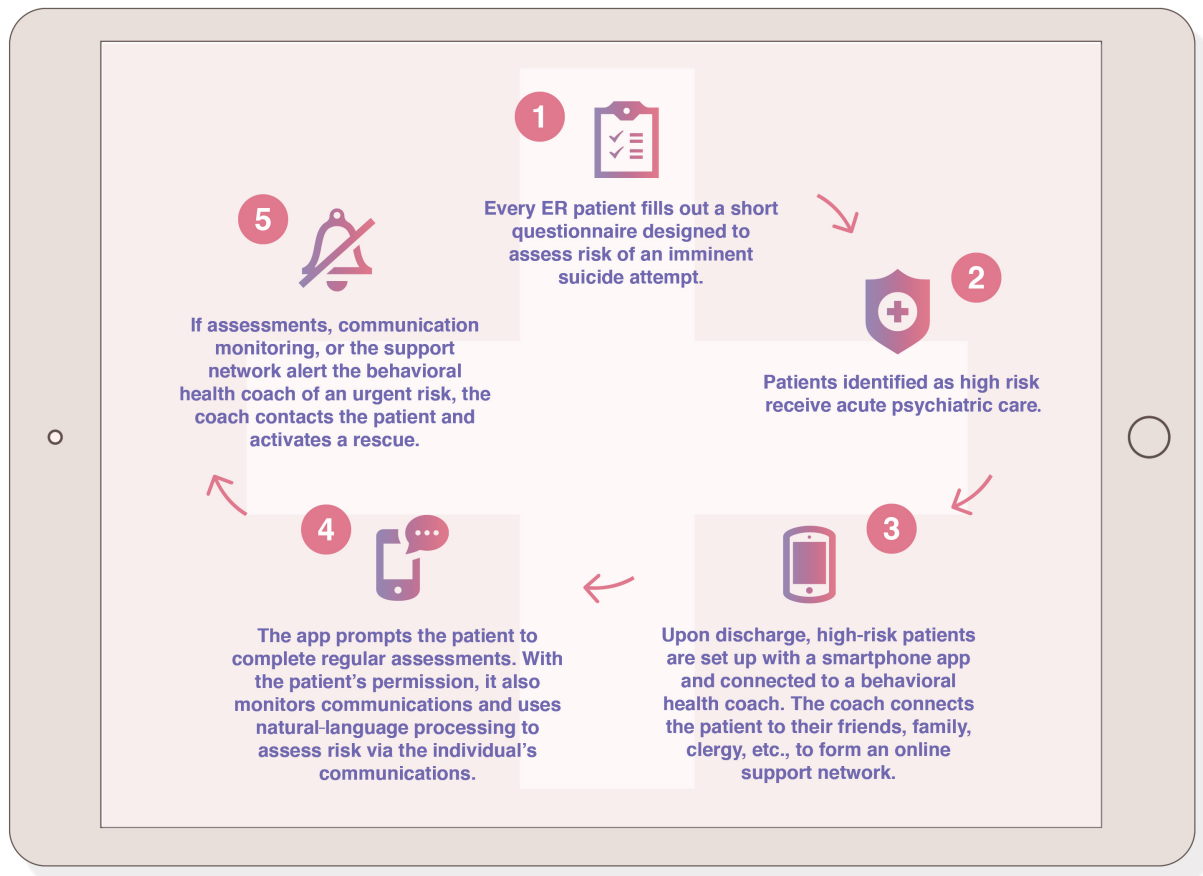 1
Every ER patient fills out a short
questionnaire designed to
assess risk of an imminent
suicide attempt.
2
Patients identified as high risk
receive acute psychiatric care.
3
Upon discharge, high-risk patients
are set up with a smartphone app
and connected to a behavioral
health coach. The coach connects
the patient to their friends, family,
clergy, etc., to form an online
support network.
4
The app prompts the patient to
complete regular assessments. With
the patient’s permission, it also
monitors communications and uses
natural-language processing to
assess risk via the individual’s
communications.
5
If assessments, communication
monitoring, or the support
network alert the behavioral
health coach of an urgent risk, the
coach contacts the patient and
activates a rescue.